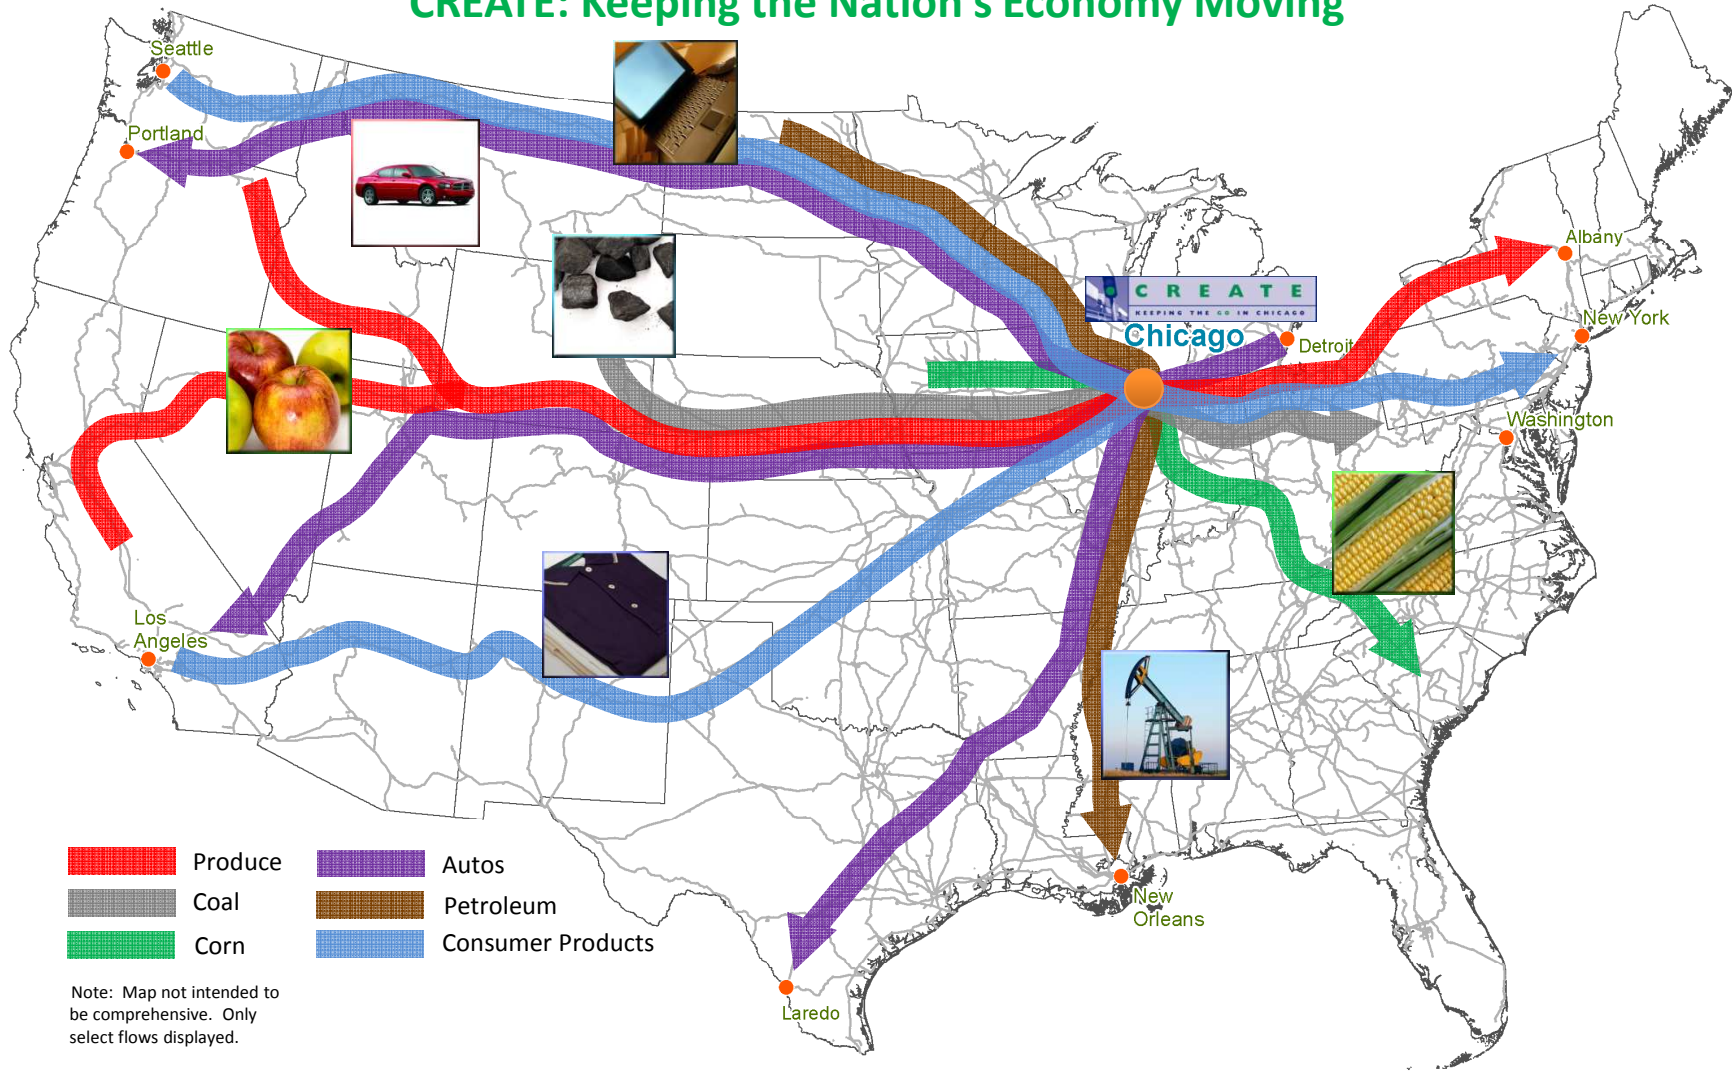 CREATE: Keeping the Nation's Economy Moving
Seattle
Portland
CREATE
KEEPING THE GO IN CHICAGO
Chicago
Detroit
Albany
New York
Washington
Los
Angeles
New
Orleans
Laredo
Produce
Coal
Corn
Autos
Petroleum
Consumer Products
Note: Map not intended to
be comprehensive. Only
select flows displayed.